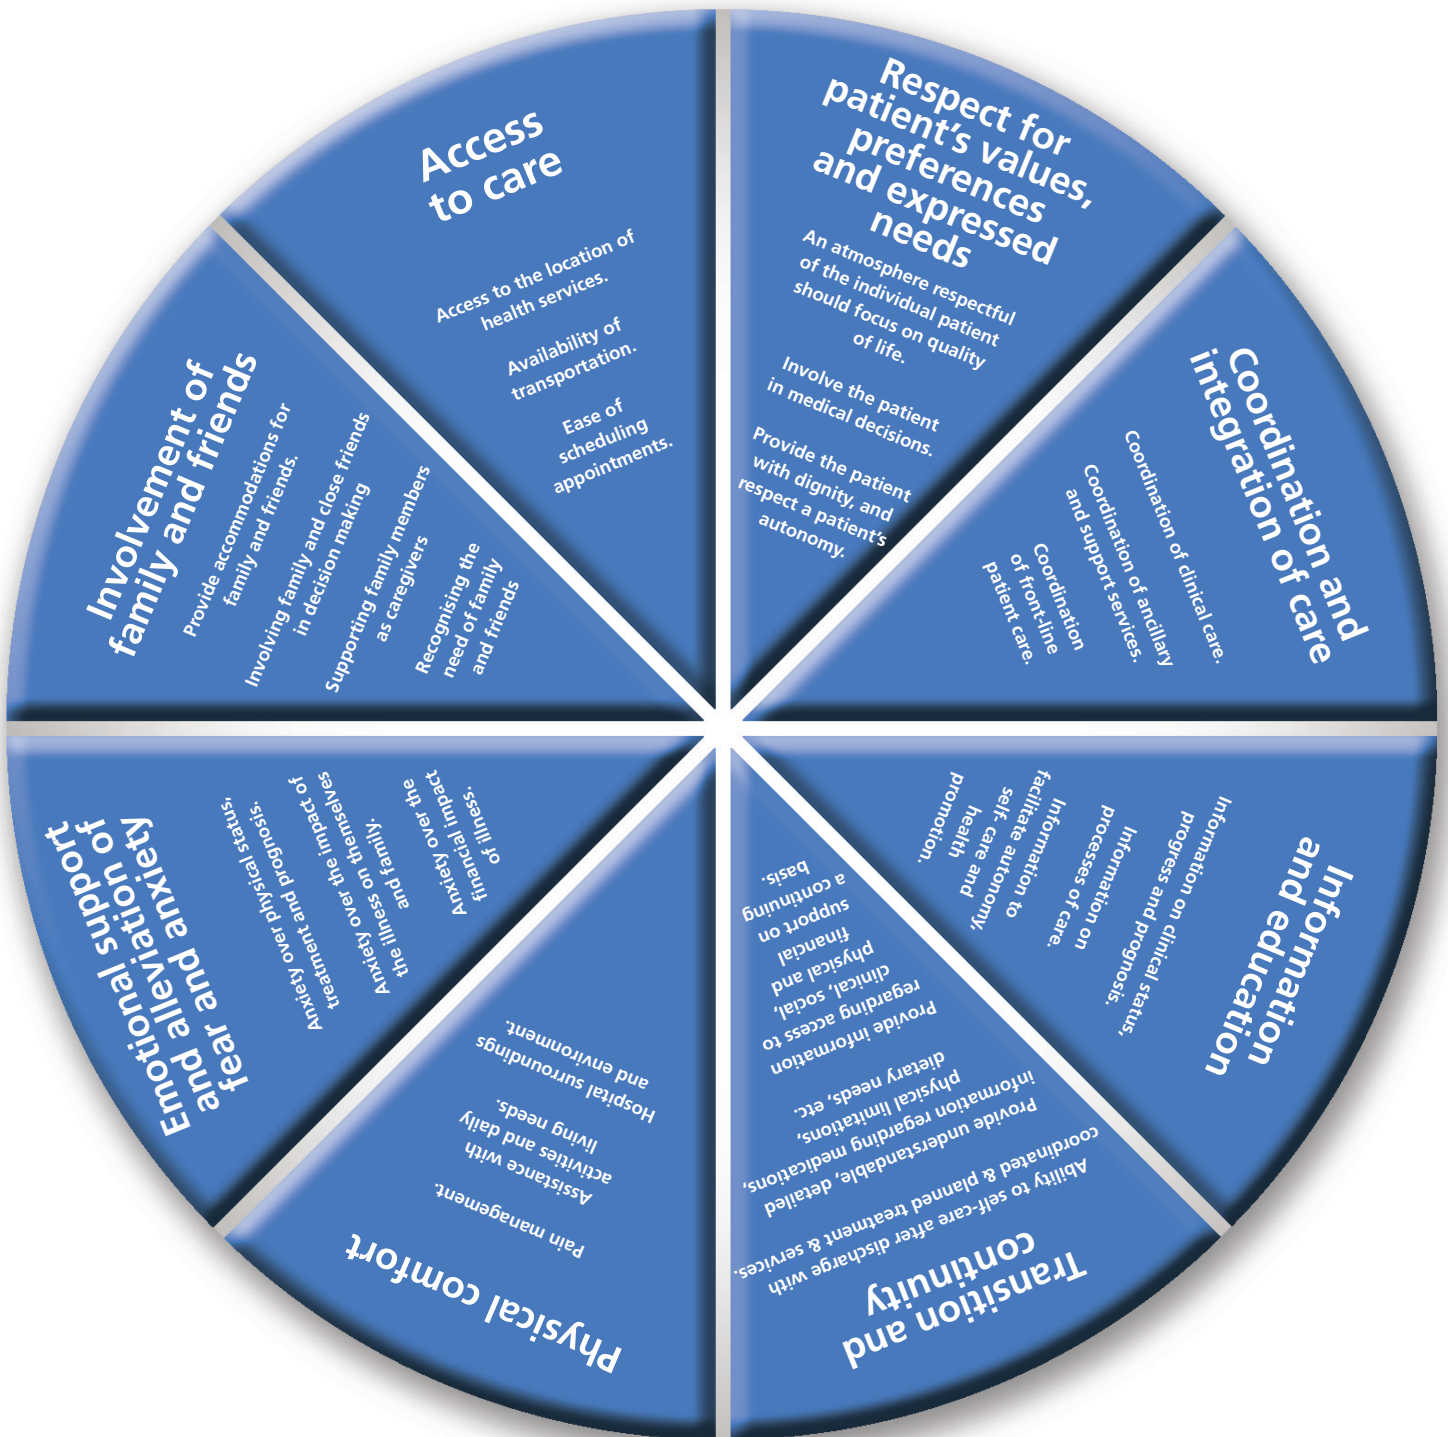 Respect for
patient's values,
preferences
and expressed
needs
An atmosphere respectful
of the individual patient
should focus on quality
of life.
Involve the patient
in medical decisions.
Provide the patient
with dignity, and
respect a patient's
autonomy.
Coordination and
integration of care
Coordination of clinical care.
Coordination of ancillary
and support services.
Coordination
of front-line
patient care.
Information
and education
Information on clinical status,
progress and prognosis.
Information on
processes of care.
Information to
facilitate autonomy,
self- care and
health
promotion.
Transition and
continuity
Ability to self-care after discharge with
coordinated & planned treatment & services.
Provide understandable, detailed
information regarding medications,
physical limitations,
dietary needs, etc.
Provide information
regarding access to
clinical, social,
physical and
financial
support on
a continuing
basis.
Physical comfort
Pain management.
Assistance with
activities and daily
living needs.
Hospital surroundings
and environment.
Emotional support
and alleviation of
fear and anxiety
Anxiety over physical status,
treatment and prognosis.
Anxiety over the impact of
the illness on themselves
and family.
Anxiety over the
financial impact
of illness.
Involvement of
family and friends
Provide accommodations for
family and friends.
Involving family and close friends
in decision making
Supporting family members
as caregivers
Recognising the
need of family
and friends
Access
to care
Access to the location of
health services.
Availability of
transportation.
Ease of
scheduling
appointments.